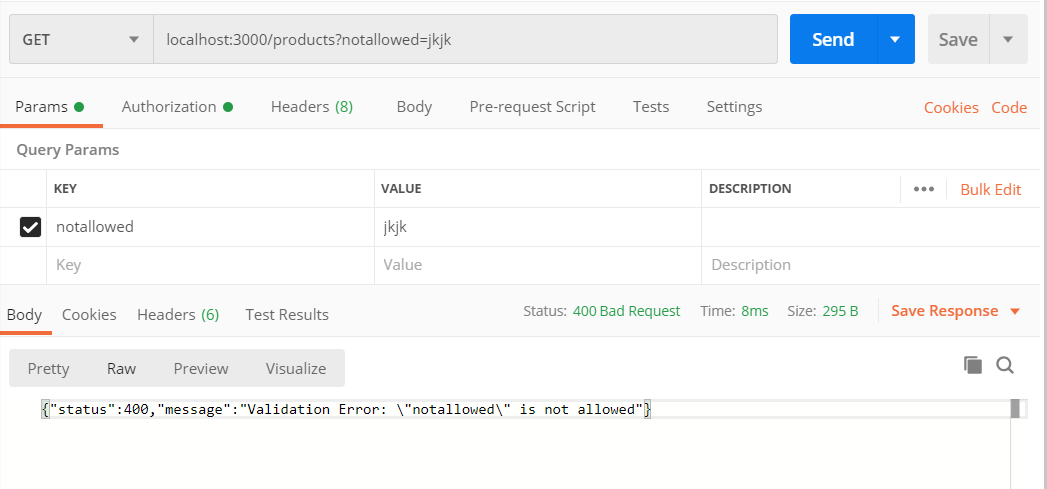 GET localhost:3000/products?notallowed=jkjk Send Save
Params Authorization Headers (8) Body Pre-request Script Tests Settings Cookies Code
Query Params
KEY VALUE DESCRIPTION ••• Bulk Edit
notallowed jkjk
Key Value Description
Body Cookies Headers (6) Test Results Status: 400 Bad Request Time: 8ms Size: 295 B Save Response
Pretty Raw Preview Visualize
{"status":400,"message":"Validation Error: \"notallowed\" is not allowed"}